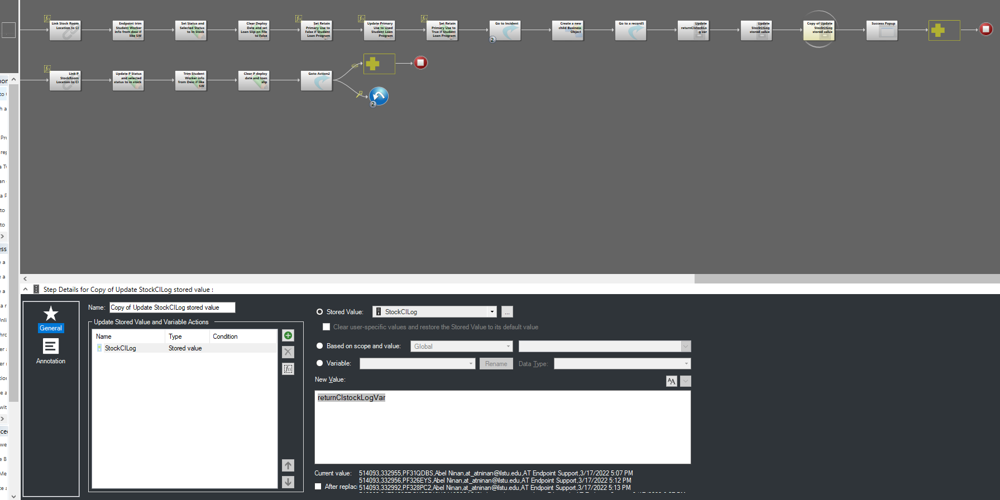 Link Stock Room
Location to CI
Endpoint trim
Student Worker
info from desc if
like SW
Set Status and
Selected Status
to In Stock
Clear Deploy
Date and set
Loan Slip on File to
False
Set Retain
Primary Use to
False if Student
Loan Program
Update Primary
Use to Used
Student Loan
Program
Set Retain
Primary Use to
True if Student
Loan Program
Go to Incident
2
Create a new
child Business
Object
Go to a record5
Update
returnCIstockLo
g var
Update
StockCILog
stored value
Copy of Update
StockCILog
stored value
Success Popup
Link P
StockRoom
Location to CI
Update P Status
and selected
status to in stock
Trim Student
Worker info
from Desc if like
SW
Clear P deploy
date and loan
slip
Goto Action2
2
Step Details for Copy of Update StockCILog stored value :
General
Annotation
Name: Copy of Update StockCILog stored value
Update Stored Value and Variable Actions
Name Type Condition
StockCILog Stored value
Stored Value: StockCILog ...
Clear user-specific values and restore the Stored Value to its default value
Based on scope and value: Global
Variable: Rename Data Type:
New Value:
returnCIstockLogVar
Current value: 514093,332955,PF31QDBS,Abel Ninan,at_atninan@ilstu.edu,AT Endpoint Support,3/17/2022 5:07 PM
514093,332956,PF326EYS,Abel Ninan,at_atninan@ilstu.edu,AT Endpoint Support,3/17/2022 5:12 PM
After replac 514093,332992,PF328PC2,Abel Ninan,at_atninan@ilstu.edu,AT Endpoint Support,3/17/2022 5:13 PM